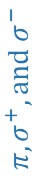 π, σ⁺, and σ⁻